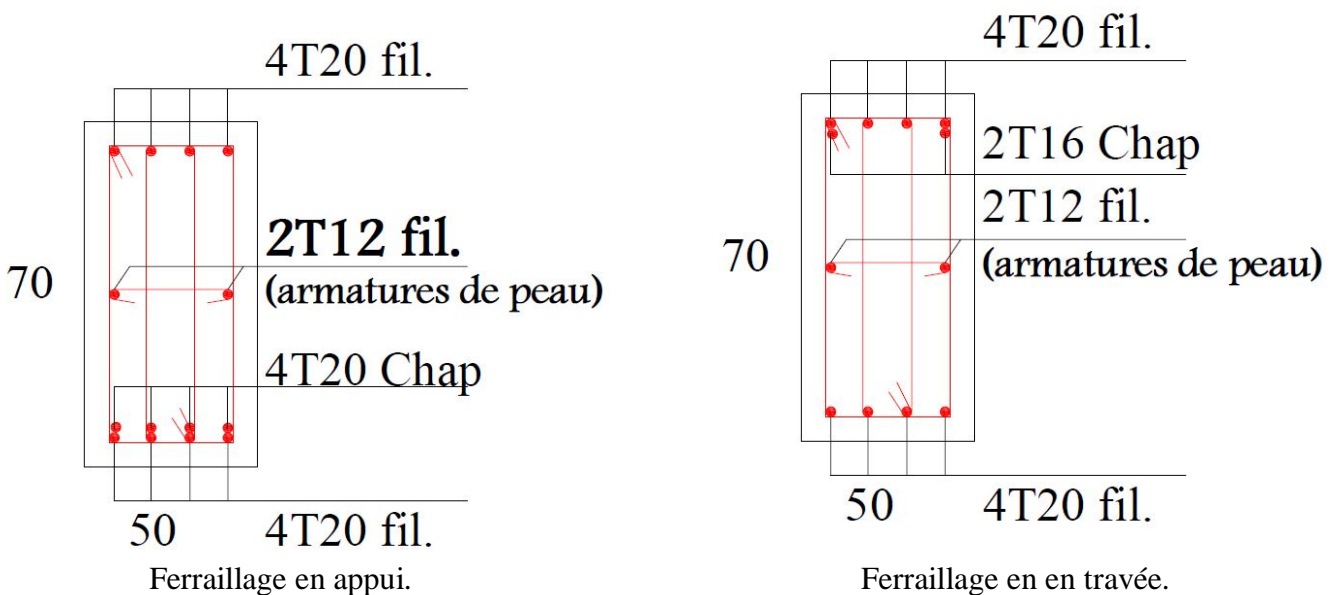 4T20 fil.
70
2T12 fil.
(armatures de peau)
4T20 Chap
50
4T20 fil.
Ferraillage en appui.
4T20 fil.
2T16 Chap
2T12 fil.
70
(armatures de peau)
50
4T20 fil.
Ferraillage en en travée.